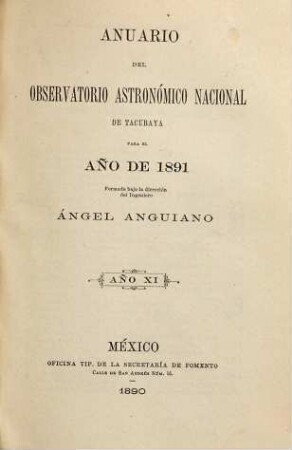 ANUARIO
DEL
OBSERVATORIO ASTRONÓMICO NACIONAL
DE TACUBAYA
PARA EL
AÑO DE 1891
Formado bajo la dirección
del Ingeniero
ÁNGEL ANGUIANO
AÑO XI
MÉXICO
OFICINA TIP. DE LA SECRETARÍA DE FOMENTO
Calle de San Andrés Núm. 15.
1890